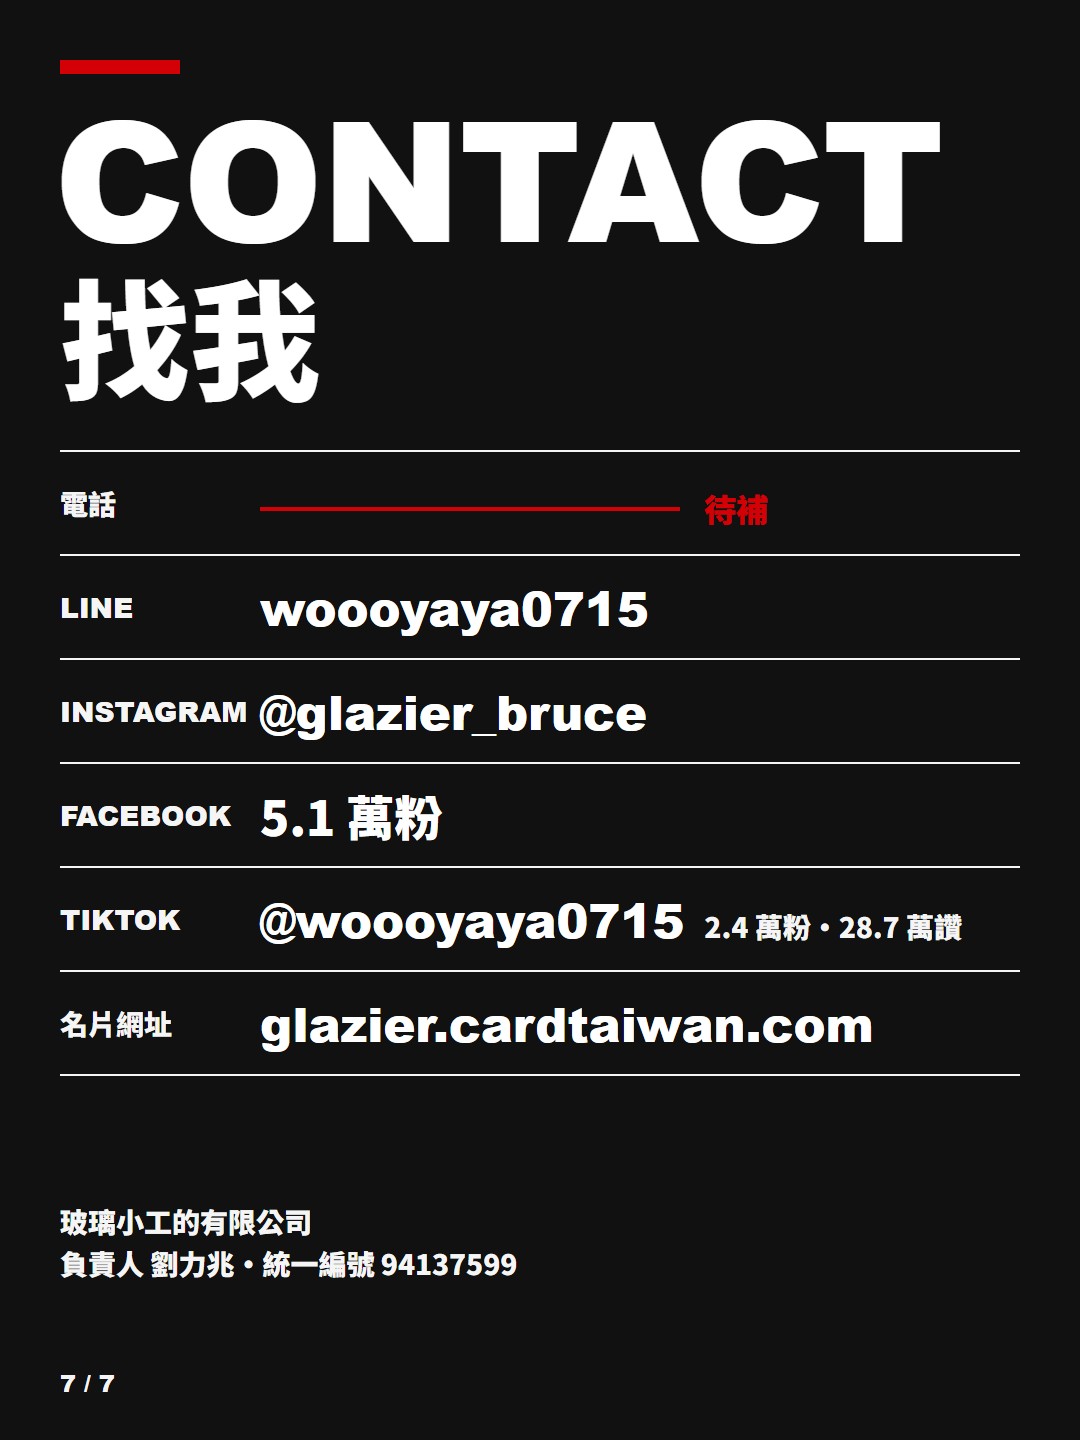 CONTACT
找我
電話 待補
LINE woooyaya0715
INSTAGRAM @glazier_bruce
FACEBOOK 5.1 萬粉
TIKTOK @woooyaya0715 2.4 萬粉・28.7 萬讚
名片網址 glazier.cardtaiwan.com
玻璃小工的有限公司
負責人 劉力兆・統一編號 94137599
7 / 7